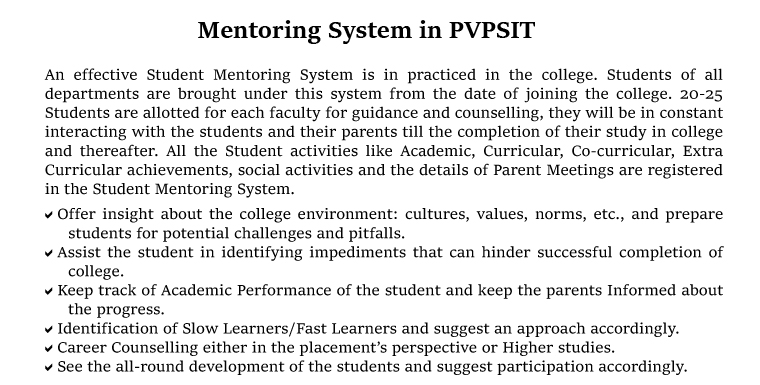 Mentoring System in PVPSIT
An effective Student Mentoring System is in practiced in the college. Students of all
departments are brought under this system from the date of joining the college. 20-25
Students are allotted for each faculty for guidance and counselling, they will be in constant
interacting with the students and their parents till the completion of their study in college
and thereafter. All the Student activities like Academic, Curricular, Co-curricular, Extra
Curricular achievements, social activities and the details of Parent Meetings are registered
in the Student Mentoring System.
✔ Offer insight about the college environment: cultures, values, norms, etc., and prepare
students for potential challenges and pitfalls.
✔ Assist the student in identifying impediments that can hinder successful completion of
college.
✔ Keep track of Academic Performance of the student and keep the parents Informed about
the progress.
✔ Identification of Slow Learners/Fast Learners and suggest an approach accordingly.
✔ Career Counselling either in the placement’s perspective or Higher studies.
✔ See the all-round development of the students and suggest participation accordingly.